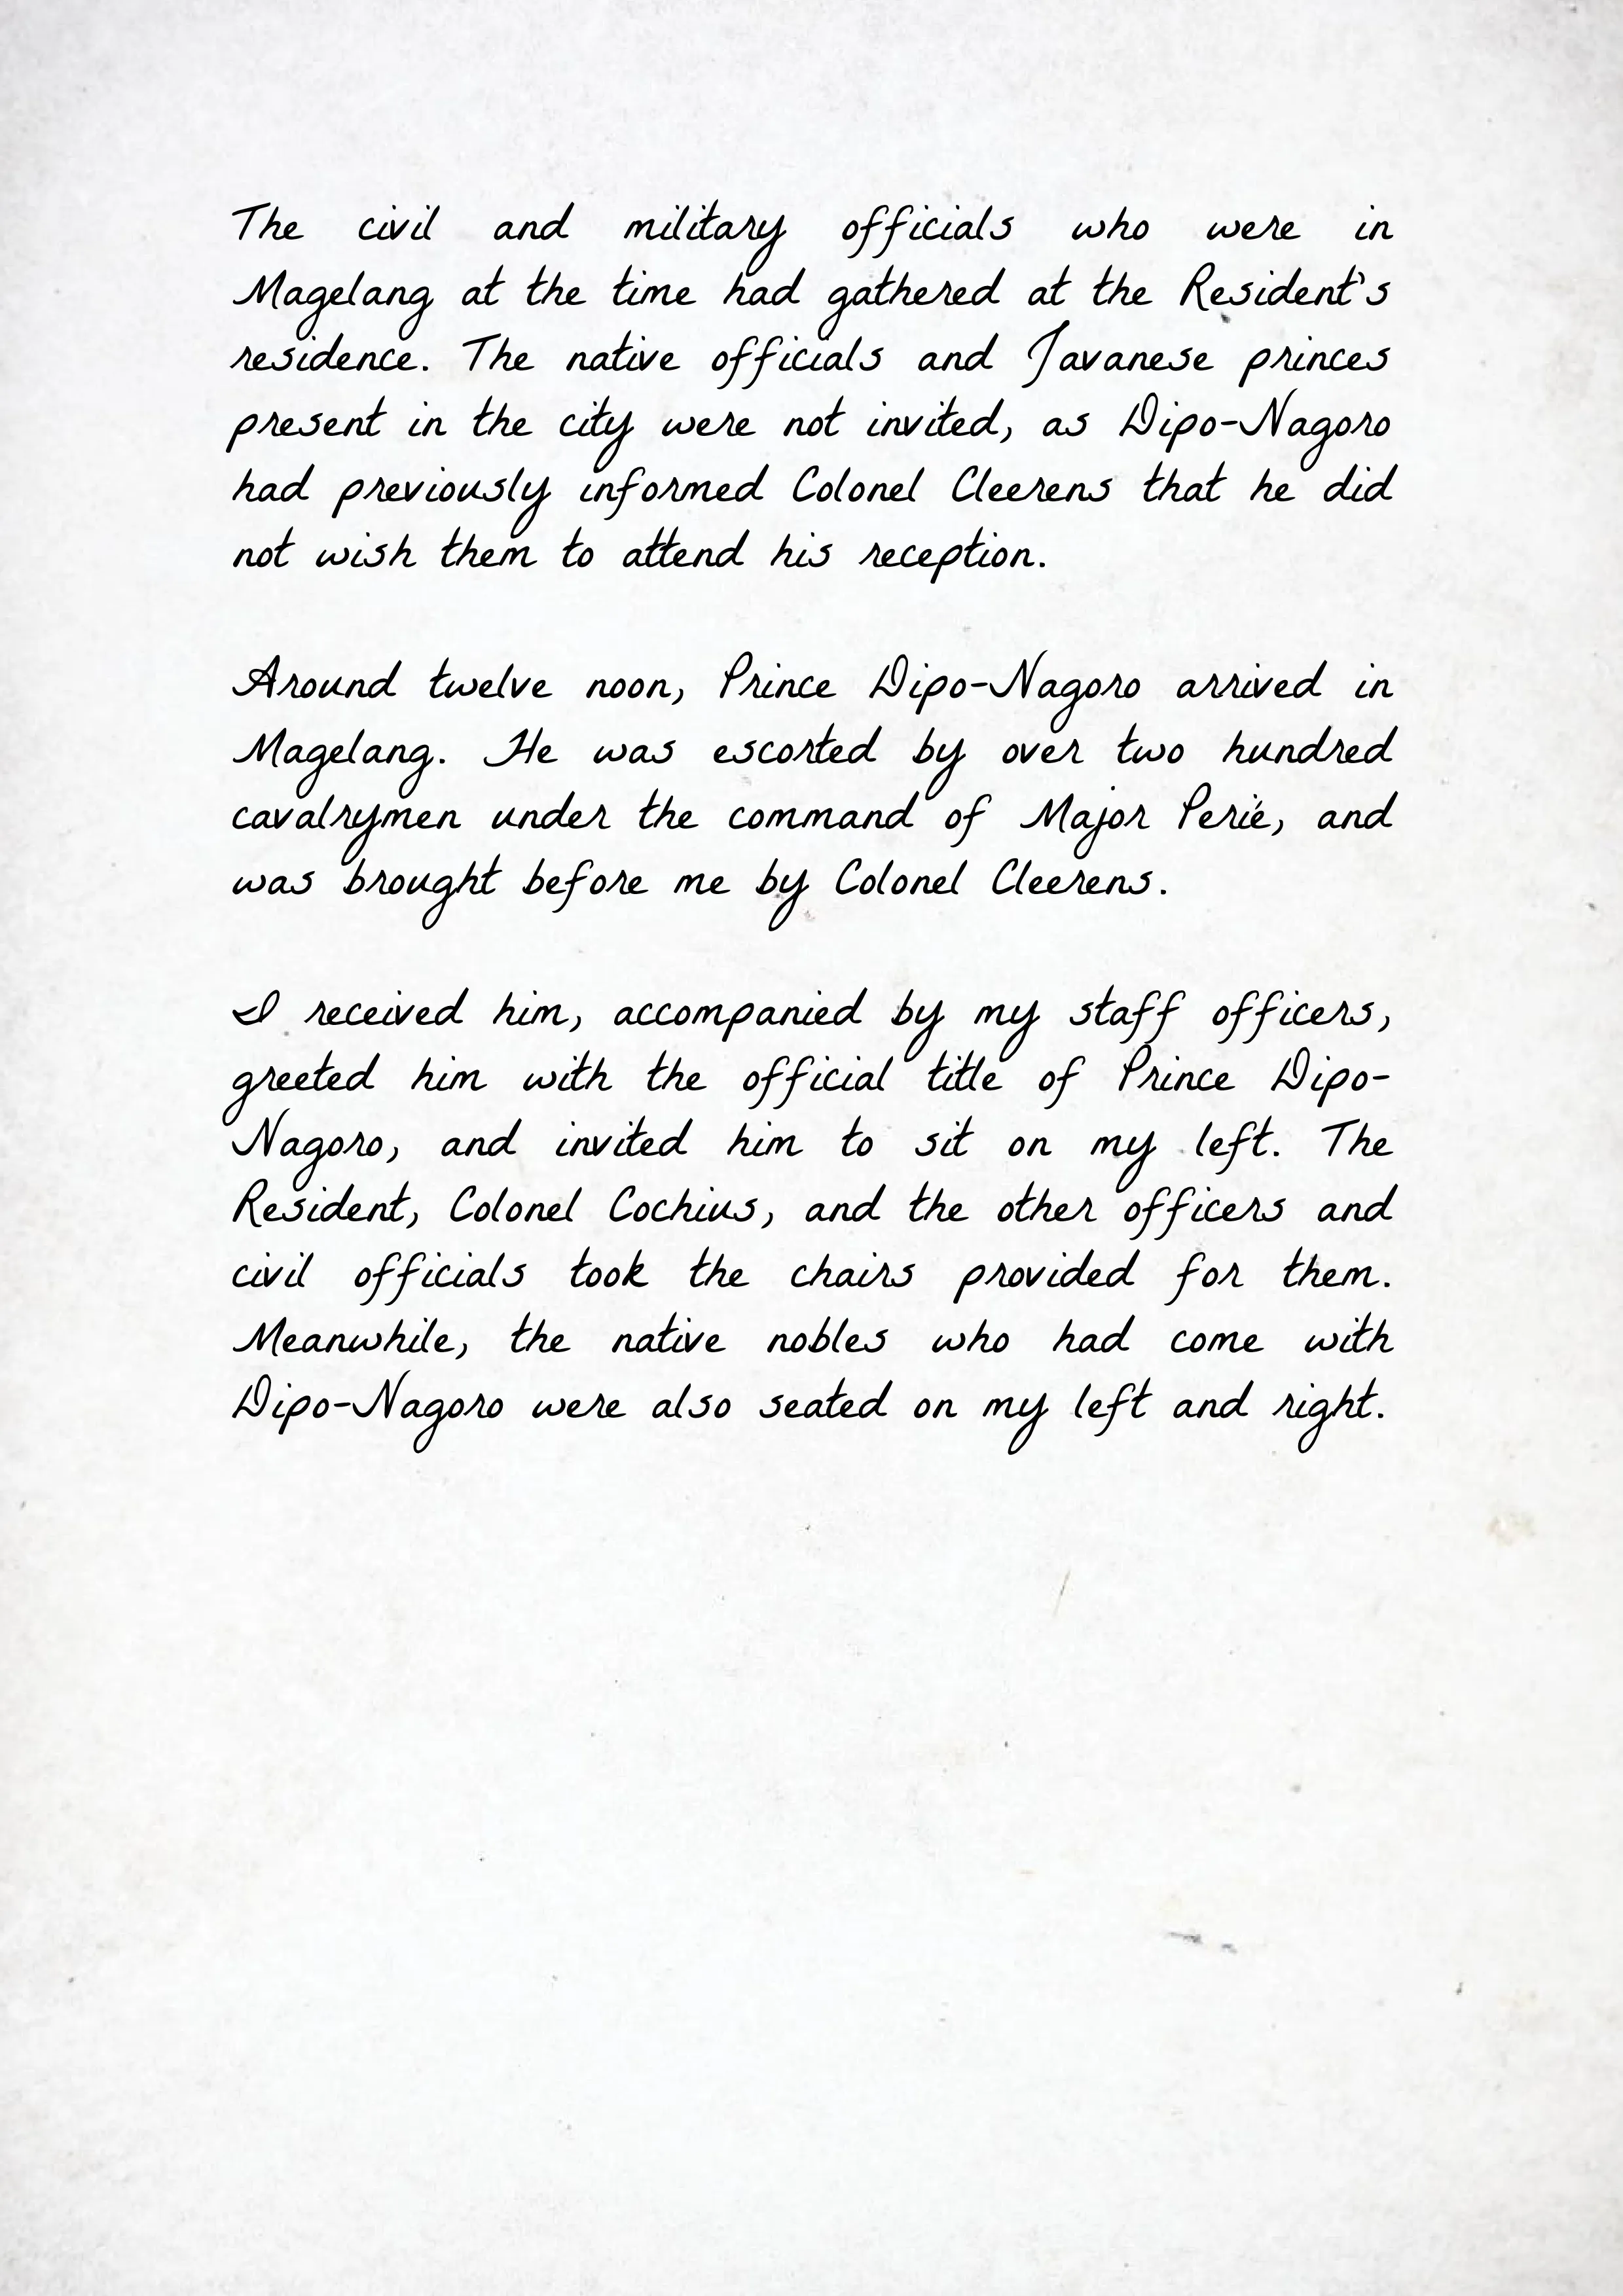 The civil and military officials who were in
Magelang at the time had gathered at the Resident's
residence. The native officials and Javanese princes
present in the city were not invited, as Dipo-Nagoro
had previously informed Colonel Cleerens that he did
not wish them to attend his reception.
Around twelve noon, Prince Dipo-Nagoro arrived in
Magelang. He was escorted by over two hundred
cavalrymen under the command of Major Perié, and
was brought before me by Colonel Cleerens.
I received him, accompanied by my staff officers,
greeted him with the official title of Prince Dipo-
Nagoro, and invited him to sit on my left. The
Resident, Colonel Cochius, and the other officers and
civil officials took the chairs provided for them.
Meanwhile, the native nobles who had come with
Dipo-Nagoro were also seated on my left and right.